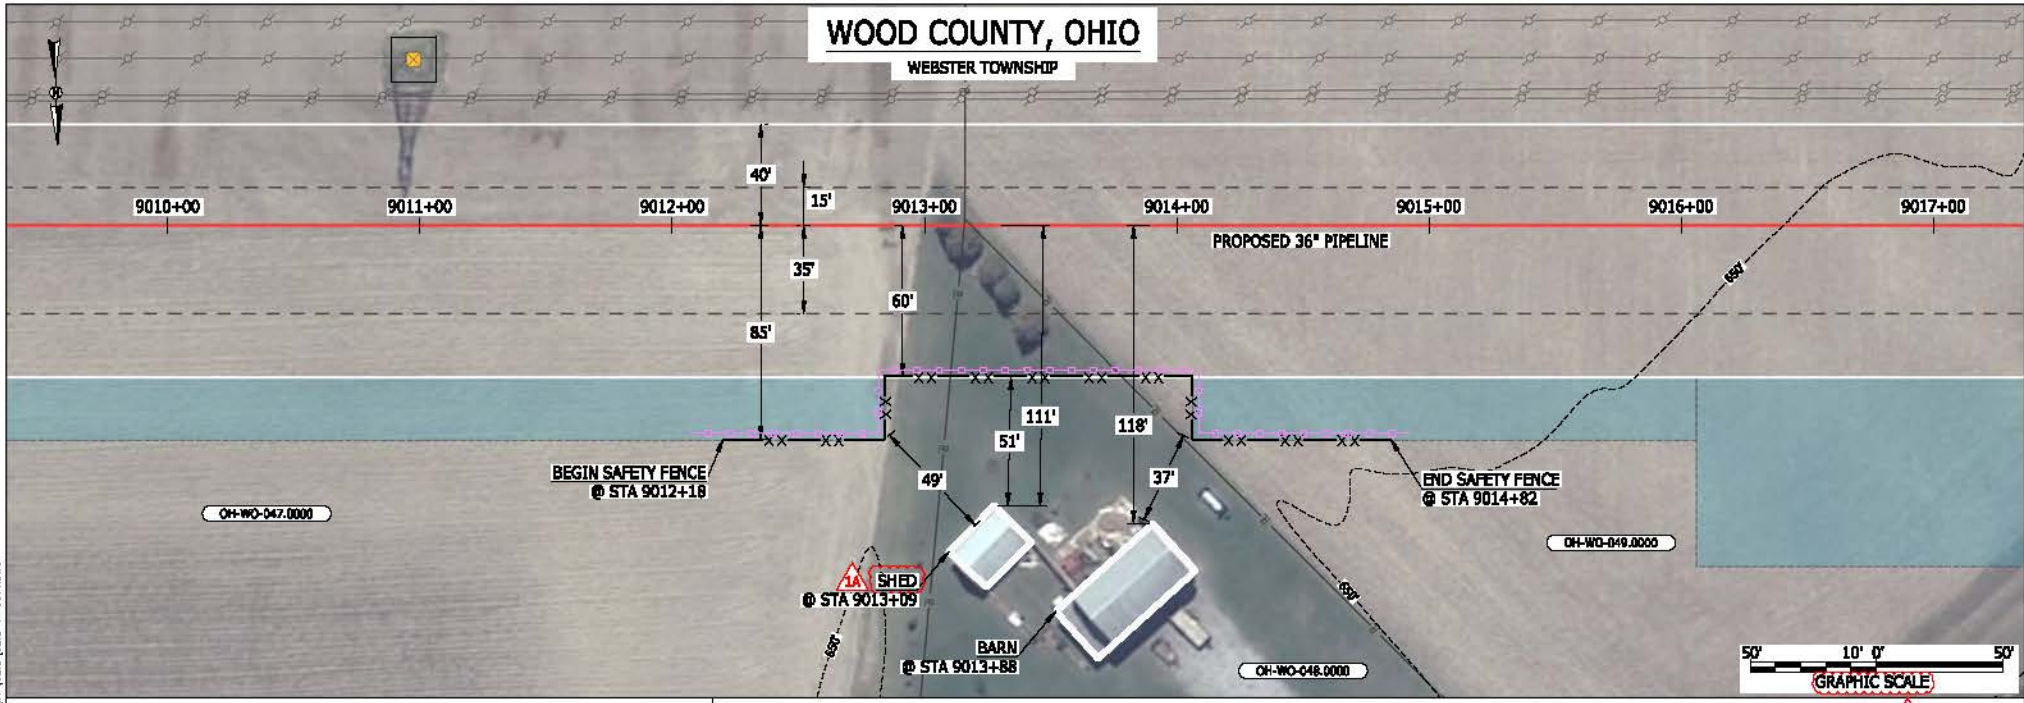 WOOD COUNTY, OHIO
WEBSTER TOWNSHIP
N
40'
15'
9010+00 9011+00 9012+00 9013+00 9014+00 9015+00 9016+00 9017+00
PROPOSED 36" PIPELINE
35'
650'
60'
85'
111'
118'
51'
BEGIN SAFETY FENCE
@ STA 9012+18
49'
37'
END SAFETY FENCE
@ STA 9014+82
OH-WO-047.0000
OH-WO-049.0000
1A SHED
@ STA 9013+09
650'
650'
BARN
@ STA 9013+88
OH-WO-048.0000
50' 10' 0' 50'
GRAPHIC SCALE